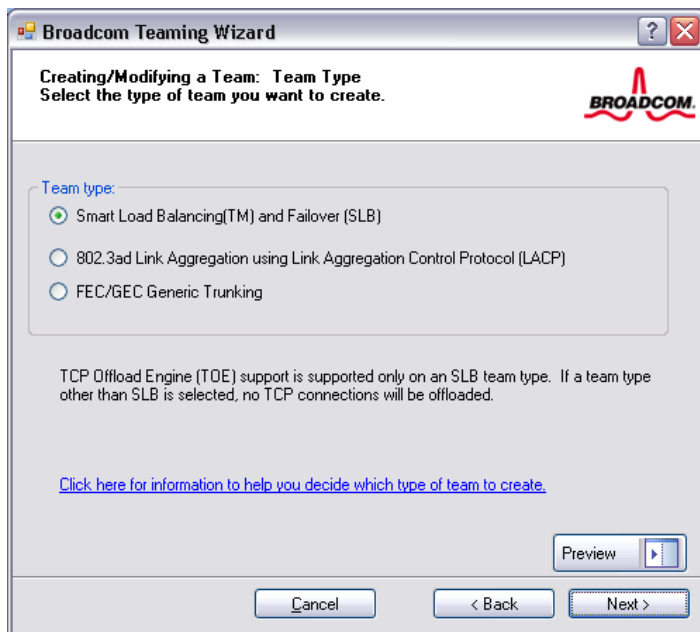 Broadcom Teaming Wizard
?
Creating/Modifying a Team: Team Type
Select the type of team you want to create.
BROADCOM.
Team type:
Smart Load Balancing(TM) and Failover (SLB)
802.3ad Link Aggregation using Link Aggregation Control Protocol (LACP)
FEC/GEC Generic Trunking
TCP Offload Engine (TOE) support is supported only on an SLB team type. If a team type
other than SLB is selected, no TCP connections will be offloaded.
Click here for information to help you decide which type of team to create.
Preview
Cancel
< Back
Next >